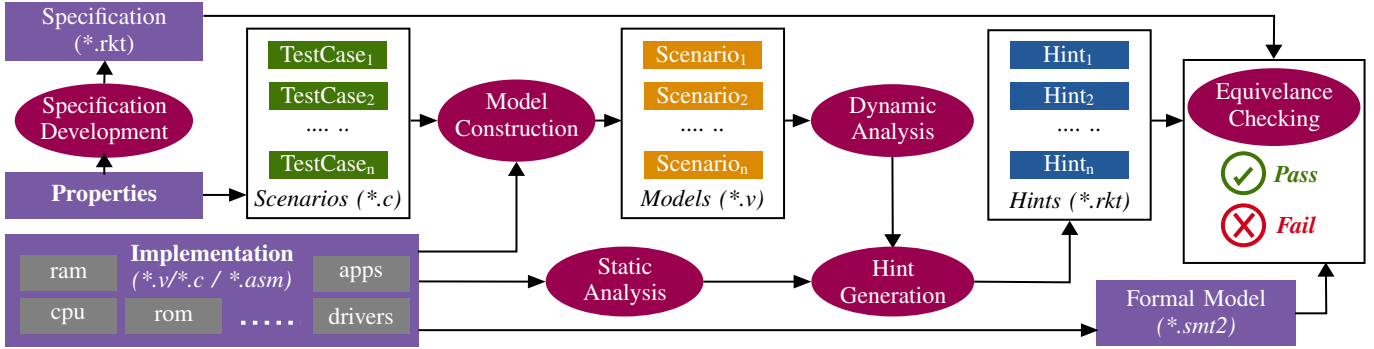 Specification
(*.rkt)
Specification
Development
Properties
TestCase1
TestCase2
.... ..
TestCasen
Scenarios (*.c)
Model
Construction
Scenario1
Scenario2
.... ..
Scenarion
Models (*.v)
Dynamic
Analysis
Hint1
Hint2
.... ..
Hintn
Hints (*.rkt)
Equivelance
Checking
Pass
Fail
Implementation
(*.v/*.c / *.asm)
ram
apps
cpu
rom
......
drivers
Static
Analysis
Hint
Generation
Formal Model
(*.smt2)